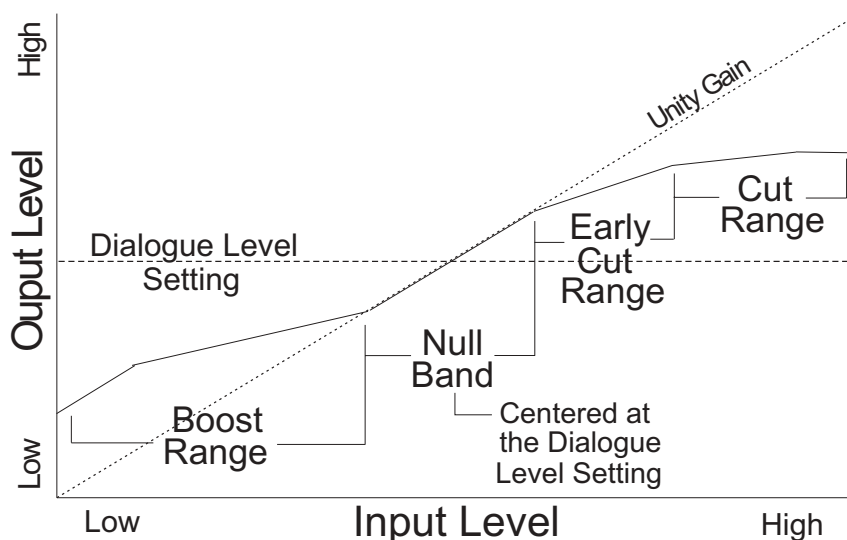 High
Unity Gain
Ouput Level
Dialogue Level
Setting
Early
Cut
Range
Cut
Range
Null
Band
Boost
Range
Centered at
the Dialogue
Level Setting
Low
Low
Input Level
High